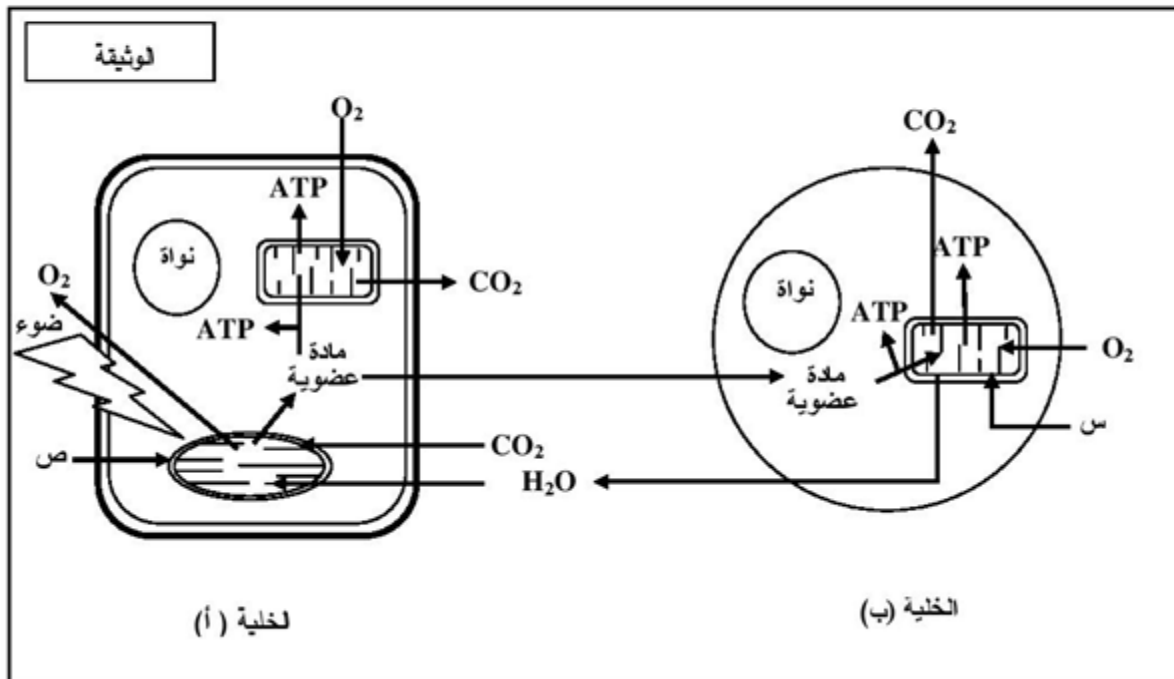 الوثيقة
O₂
ATP
نواة
CO₂
O₂
ضوء
ATP
مادة
عضوية
ص
CO₂
H₂O
لخلية ( أ )
CO₂
نواة
ATP
ATP
O₂
مادة
عضوية
س
الخلية (ب)